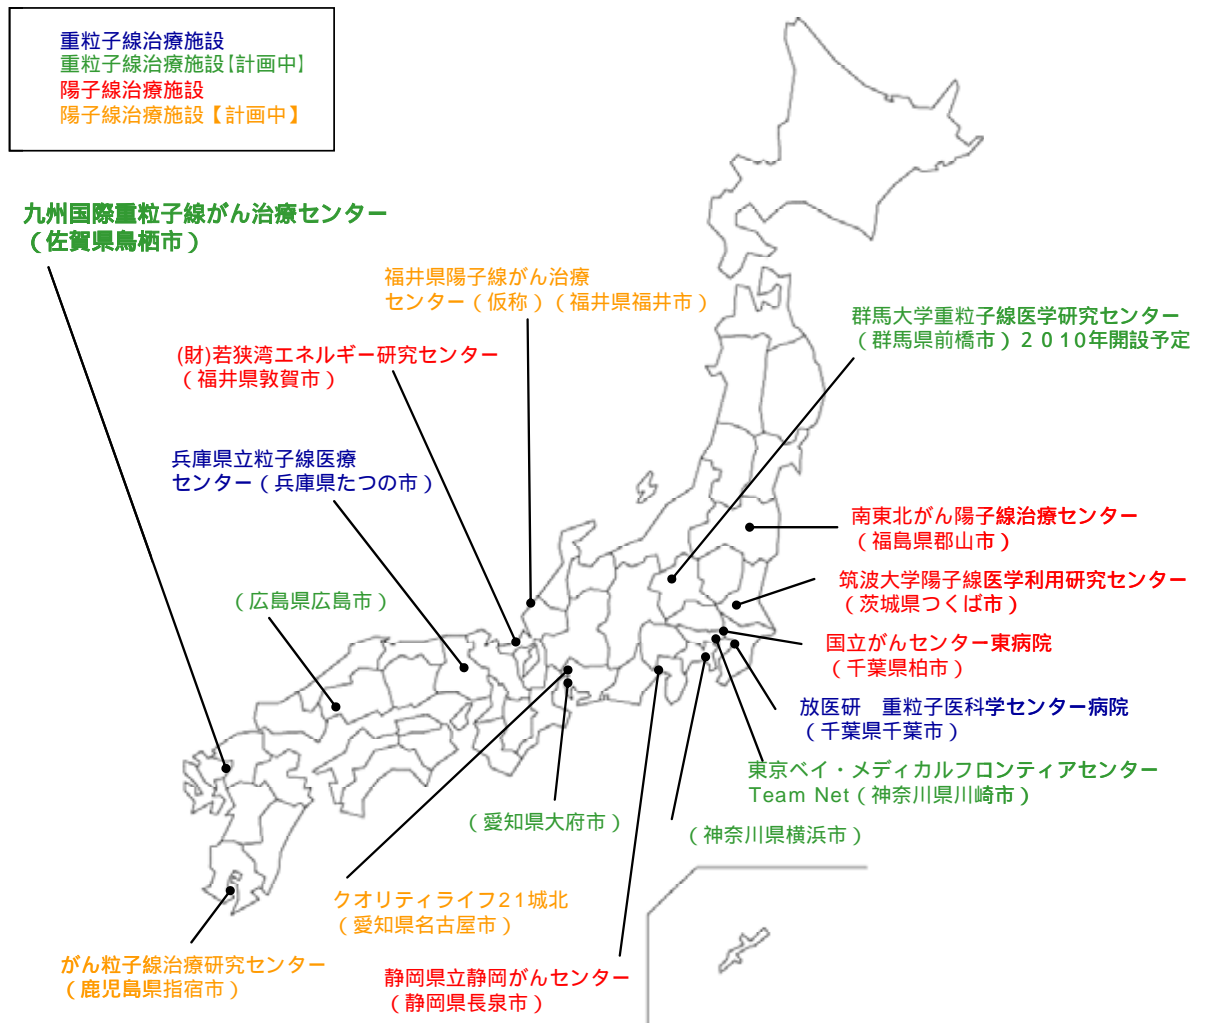 重粒子線治療施設
重粒子線治療施設【計画中】
陽子線治療施設
陽子線治療施設【計画中】
九州国際重粒子線がん治療センター
（佐賀県鳥栖市）
福井県陽子線がん治療
センター（仮称）（福井県福井市）
群馬大学重粒子線医学研究センター
（群馬県前橋市）２０10年開設予定
(財)若狭湾エネルギー研究センター
（福井県敦賀市）
兵庫県立粒子線医療
センター（兵庫県たつの市）
南東北がん陽子線治療センター
（福島県郡山市）
筑波大学陽子線医学利用研究センター
（茨城県つくば市）
（広島県広島市）
国立がんセンター東病院
（千葉県柏市）
放医研　重粒子医科学センター病院
（千葉県千葉市）
東京ベイ・メディカルフロンティアセンター
Team Net（神奈川県川崎市）
（愛知県大府市）
（神奈川県横浜市）
クオリティライフ21城北
（愛知県名古屋市）
がん粒子線治療研究センター
（鹿児島県指宿市）
静岡県立静岡がんセンター
（静岡県長泉市）